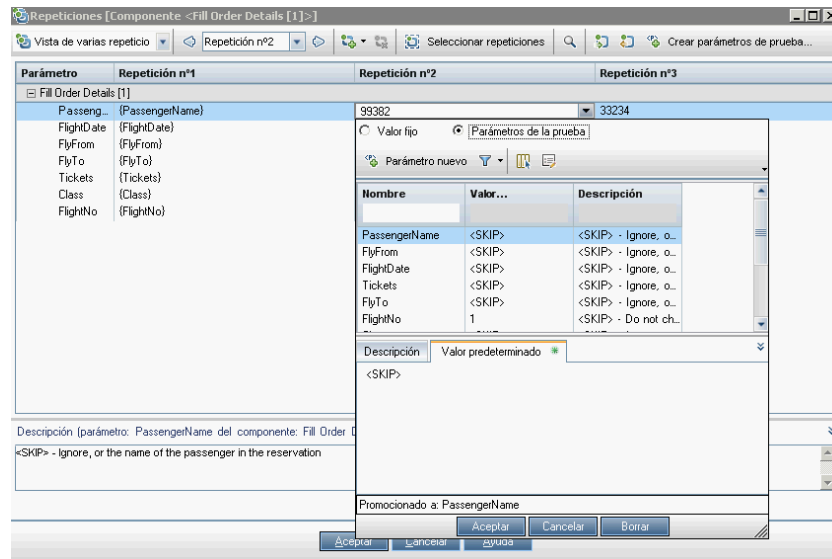 Repeticiones [Componente <Fill Order Details [1]>]
Vista de varias repeticio Repetición nº2 Seleccionar repeticiones Crear parámetros de prueba...
Parámetro Repetición nº1 Repetición nº2 Repetición nº3
Fill Order Details [1]
Passeng... {PassengerName} 99382 33234
FlightDate {FlightDate}
FlyFrom {FlyFrom}
FlyTo {FlyTo}
Tickets {Tickets}
Class {Class}
FlightNo {FlightNo}
Valor fijo Parámetros de la prueba
Parámetro nuevo
Nombre Valor... Descripción
PassengerName <SKIP> <SKIP> - Ignore, o...
FlyFrom <SKIP> <SKIP> - Ignore, o...
FlightDate <SKIP> <SKIP> - Ignore, o...
Tickets <SKIP> <SKIP> - Ignore, o...
FlyTo <SKIP> <SKIP> - Ignore, o...
FlightNo 1 <SKIP> - Do not ch...
Descripción Valor predeterminado
<SKIP>
Descripción (parámetro: PassengerName del componente: Fill Order
<SKIP> - Ignore, or the name of the passenger in the reservation
Promocionado a: PassengerName
Aceptar Cancelar Borrar
Aceptar Cancelar Ayuda